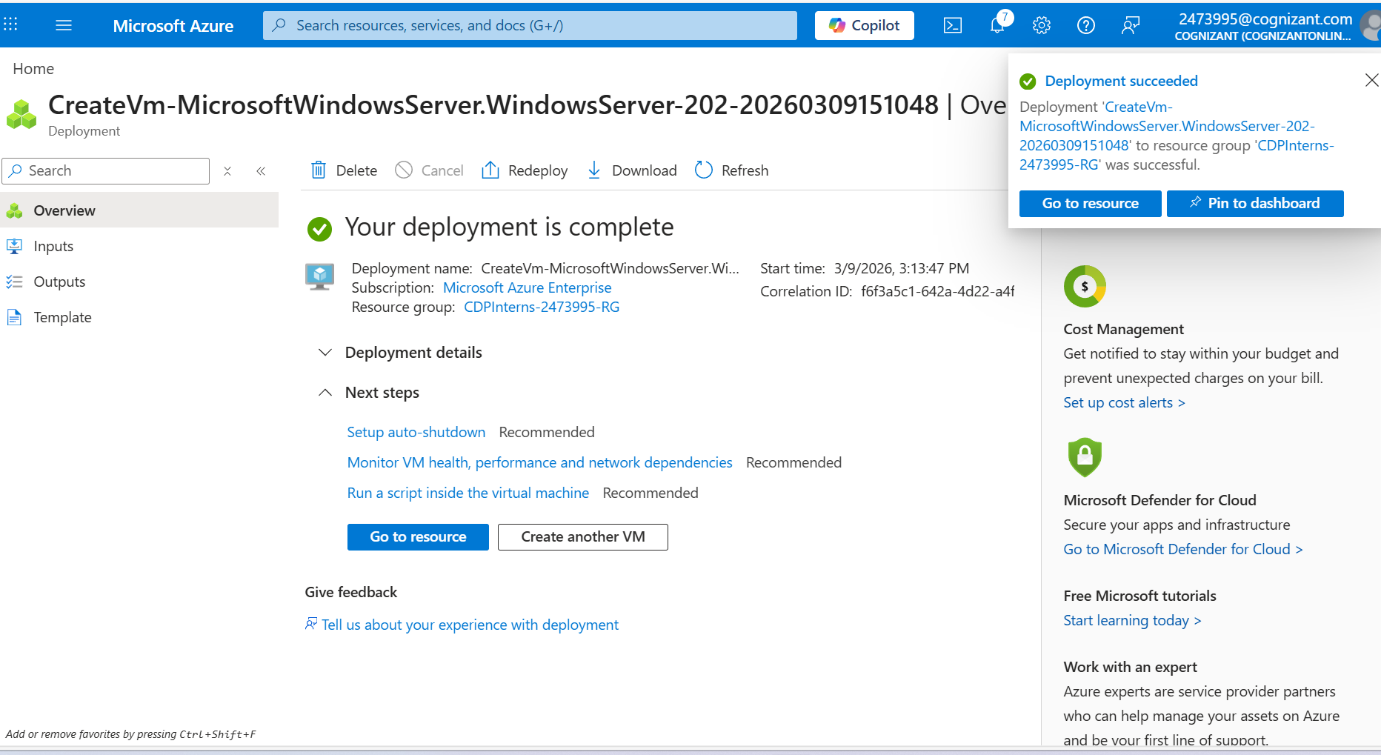 Microsoft Azure
Search resources, services, and docs (G+/)
Copilot
7
2473995@cognizant.com
COGNIZANT (COGNIZANTONLIN...
Home
CreateVm-MicrosoftWindowsServer.WindowsServer-202-20260309151048 | Ove
Deployment
Search
Delete
Cancel
Redeploy
Download
Refresh
Overview
Inputs
Outputs
Template
Your deployment is complete
Deployment name: CreateVm-MicrosoftWindowsServer.Wi...
Subscription: Microsoft Azure Enterprise
Resource group: CDPInterns-2473995-RG
Start time: 3/9/2026, 3:13:47 PM
Correlation ID: f6f3a5c1-642a-4d22-a4f
Deployment details
Next steps
Setup auto-shutdown Recommended
Monitor VM health, performance and network dependencies Recommended
Run a script inside the virtual machine Recommended
Go to resource
Create another VM
Give feedback
Tell us about your experience with deployment
Deployment succeeded
Deployment 'CreateVm-
MicrosoftWindowsServer.WindowsServer-202-
20260309151048' to resource group 'CDPInterns-
2473995-RG' was successful.
Go to resource
Pin to dashboard
$
Cost Management
Get notified to stay within your budget and
prevent unexpected charges on your bill.
Set up cost alerts >
Microsoft Defender for Cloud
Secure your apps and infrastructure
Go to Microsoft Defender for Cloud >
Free Microsoft tutorials
Start learning today >
Work with an expert
Azure experts are service provider partners
who can help manage your assets on Azure
and be your first line of support.
Add or remove favorites by pressing Ctrl+Shift+F